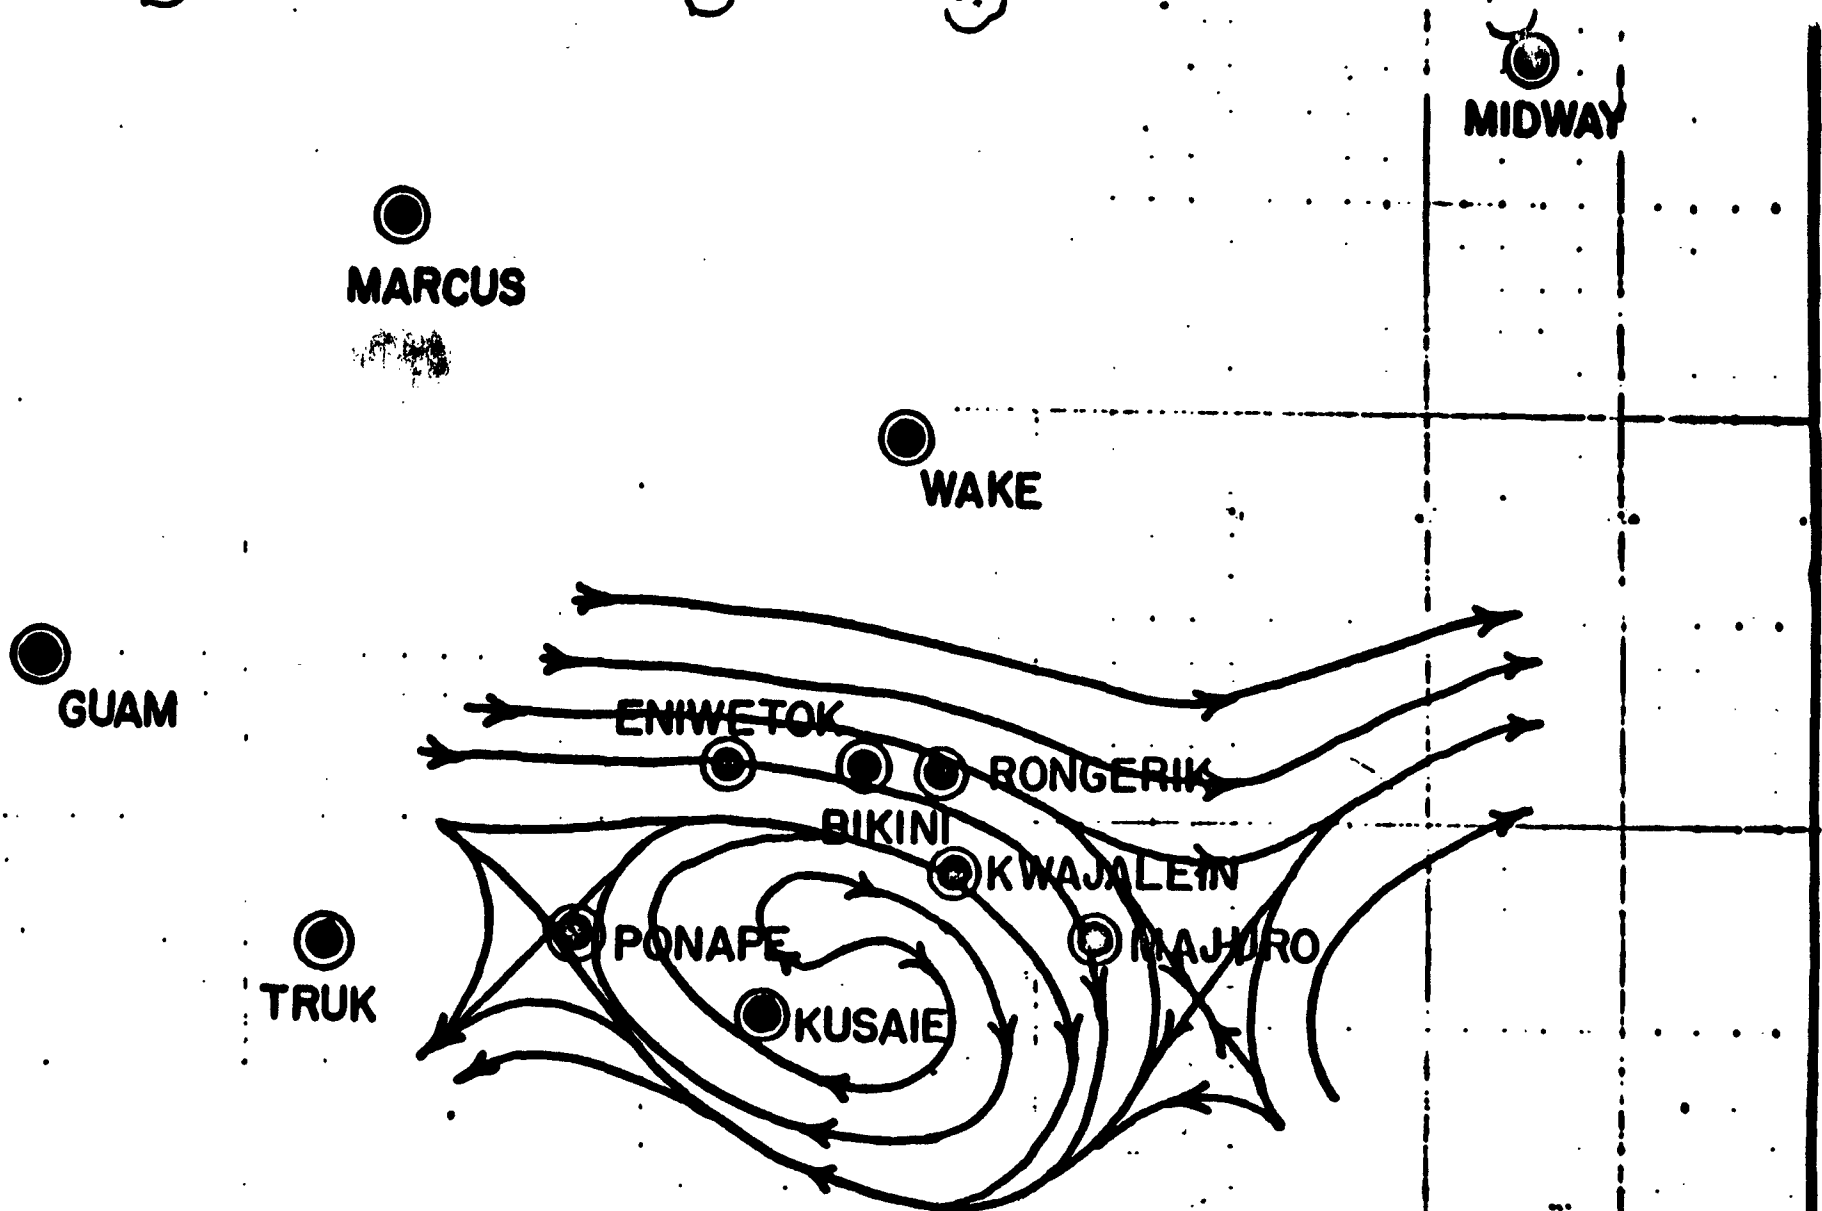 MIDWAY
MARCUS
WAKE
GUAM
ENIWETOK
RONGERIK
BIKINI
KWAJALEIN
PONAPE
MAJURO
TRUK
KUSAIE